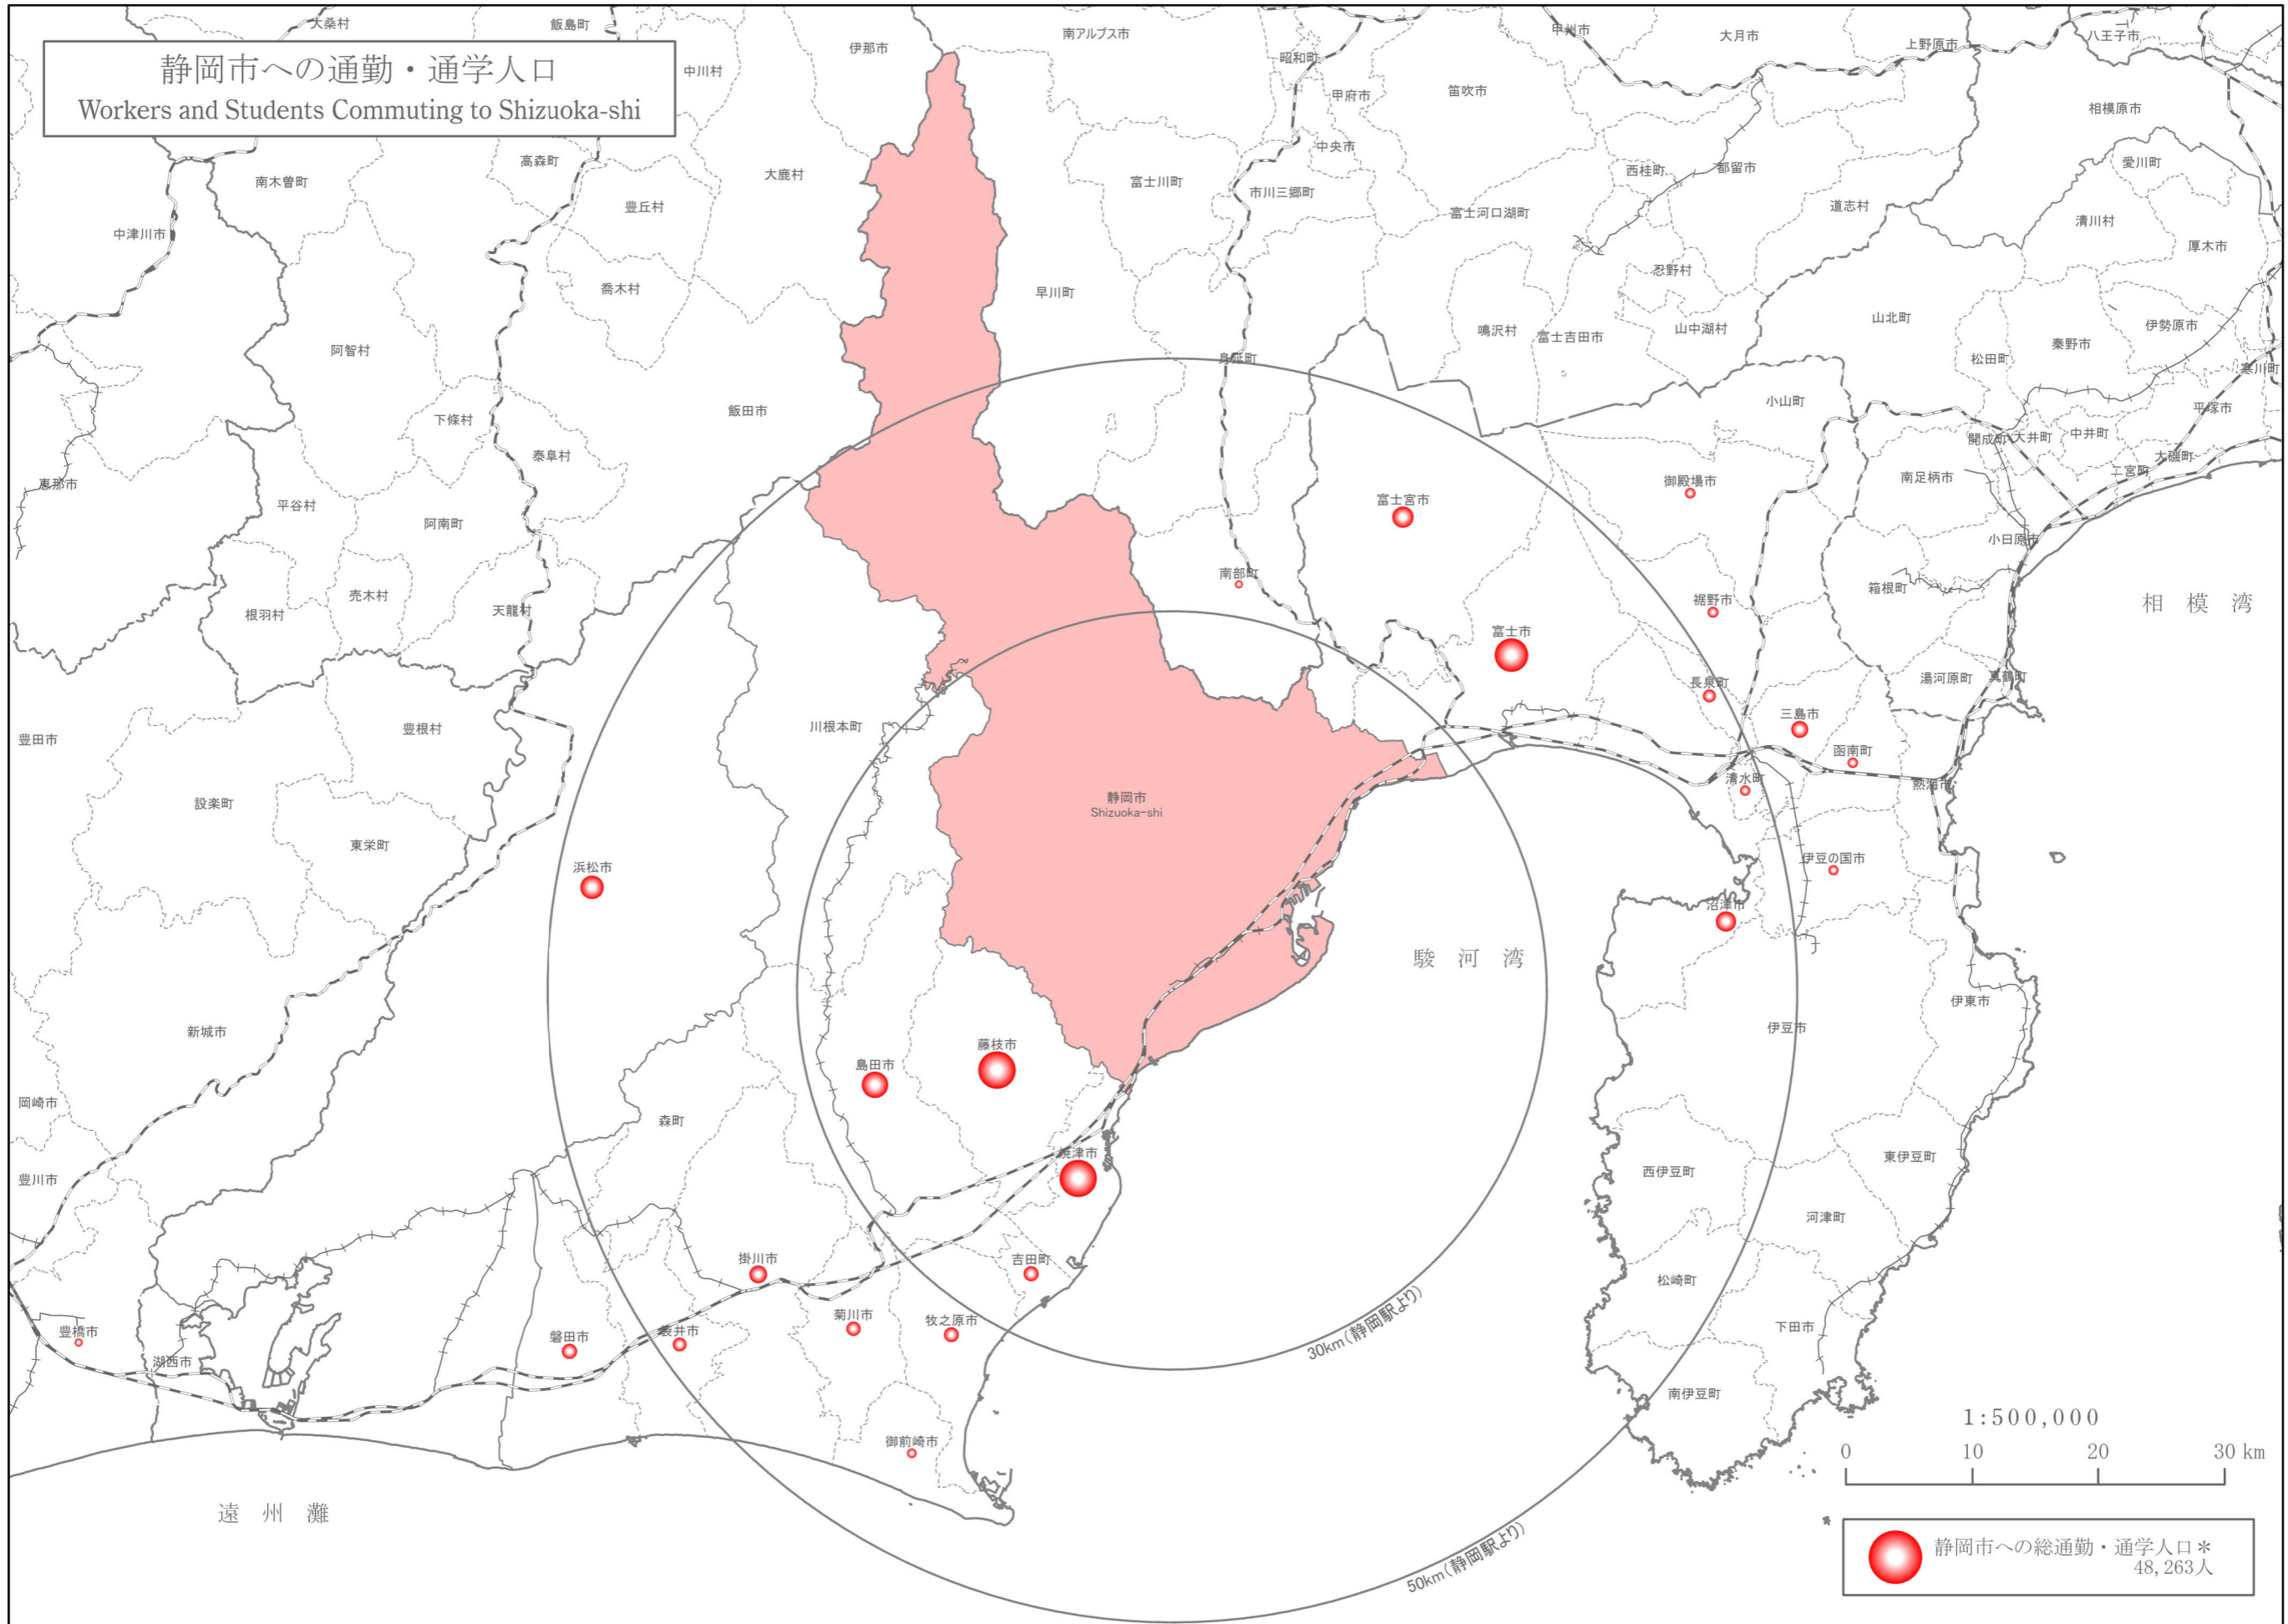 静岡市への通勤・通学人口
Workers and Students Commuting to Shizuoka-shi
大桑村
飯島町
伊那市
南アルプス市
昭和町
甲州市
大月市
上野原市
八王子市
中川村
甲府市
笛吹市
相模原市
南木曽町
高森町
大鹿村
富士川町
中央市
市川三郷町
西桂町
都留市
愛川町
豊丘村
富士河口湖町
道志村
清川村
中津川市
厚木市
喬木村
早川町
忍野村
阿智村
鳴沢村
富士吉田市
山中湖村
山北町
伊勢原市
身延町
松田町
秦野市
寒川町
飯田市
下條村
小山町
平塚市
開成町
大井町
中井町
泰阜村
大磯町
二宮町
恵那市
平谷村
阿南町
富士宮市
御殿場市
南足柄市
小田原市
南部町
売木村
根羽村
天龍村
裾野市
箱根町
相模湾
富士市
湯河原町
真鶴町
長泉町
豊田市
豊根村
川根本町
三島市
函南町
設楽町
静岡市
Shizuoka-shi
清水町
熱海市
東栄町
浜松市
伊豆の国市
沼津市
駿河湾
新城市
伊豆市
伊東市
藤枝市
島田市
岡崎市
森町
焼津市
豊川市
西伊豆町
東伊豆町
河津町
掛川市
吉田町
松崎町
菊川市
牧之原市
豊橋市
磐田市
袋井市
湖西市
下田市
30km(静岡駅より)
南伊豆町
御前崎市
1:500,000
0 10 20 30 km
遠州灘
50km(静岡駅より)
静岡市への総通勤・通学人口＊
48,263人